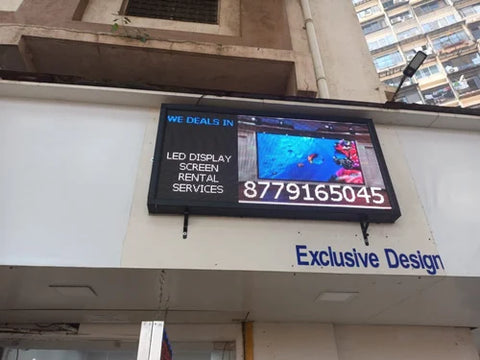 WE DEALS IN
LED DISPLAY
SCREEN
RENTAL
SERVICES
8779165045
Exclusive Design